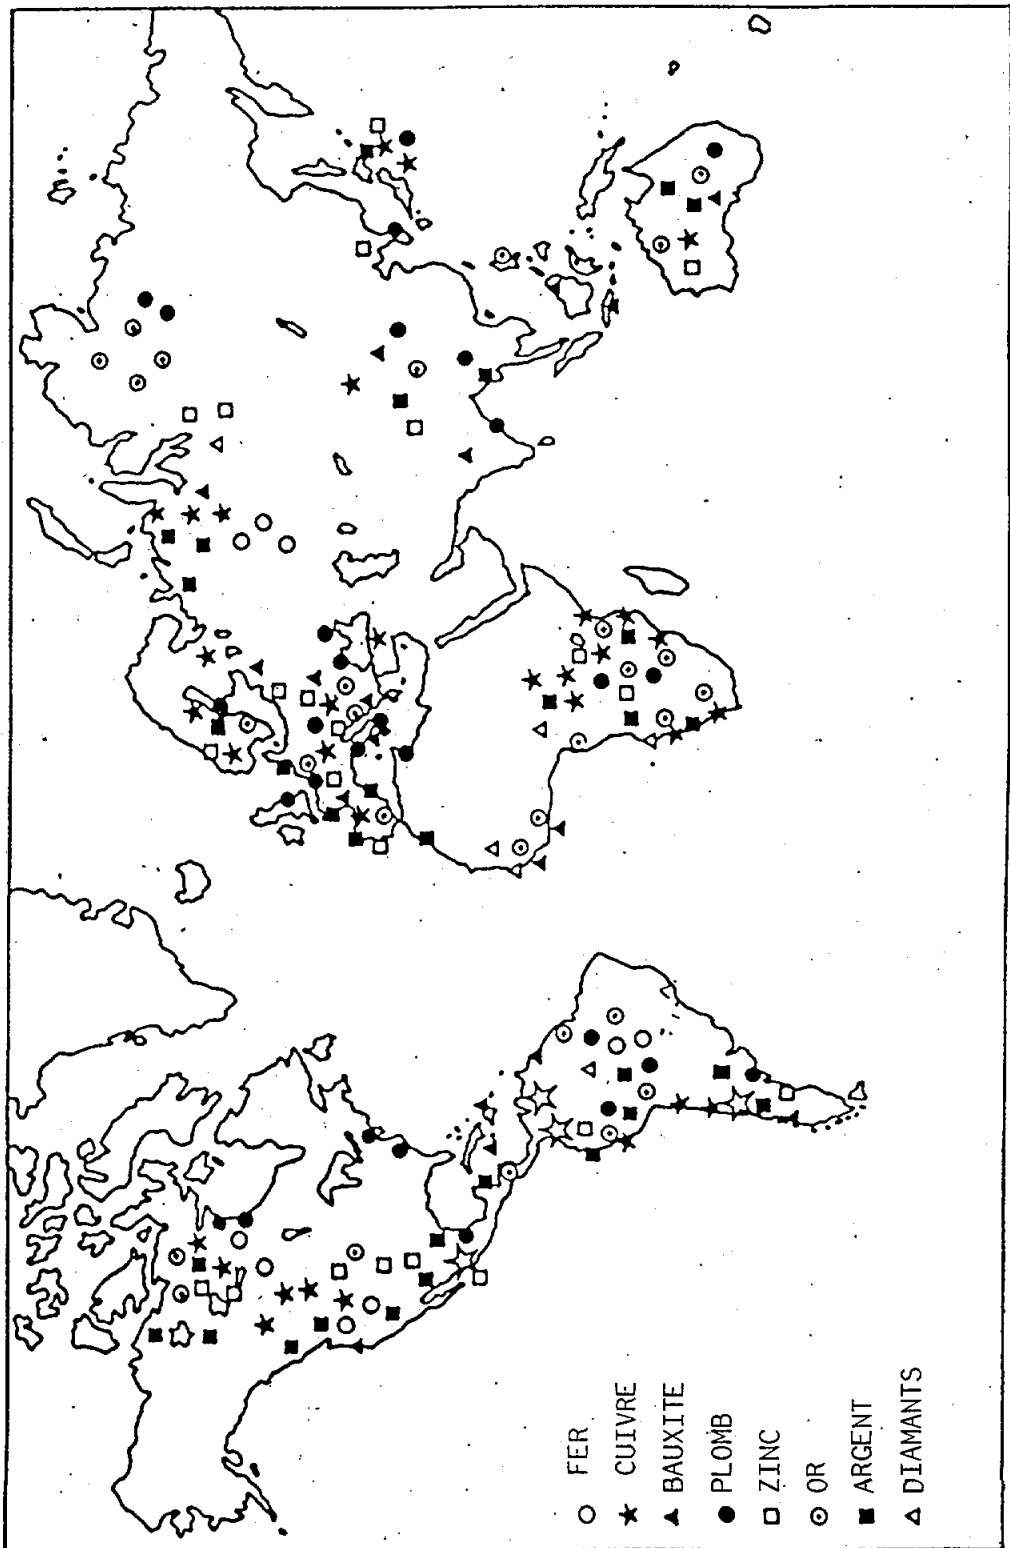 FER
CUIVRE
BAUXITE
PLOMB
ZINC
OR
ARGENT
DIAMANTS